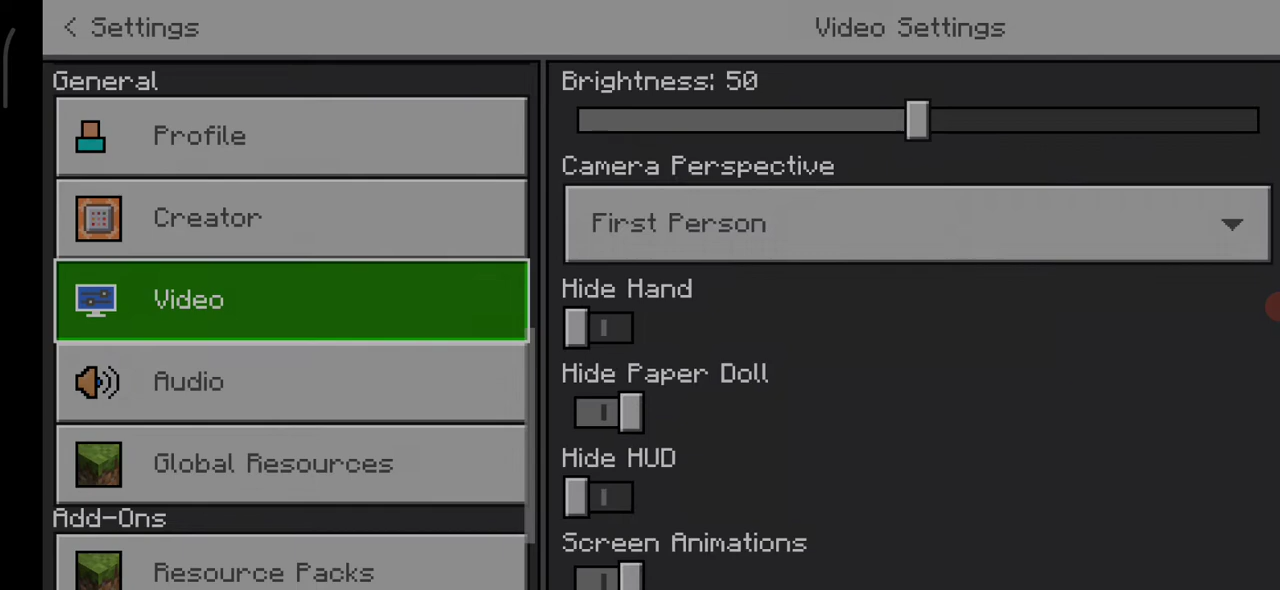 Settings
Video Settings
General
Profile
Creator
Video
Audio
Global Resources
Add-Ons
Resource Packs
Brightness: 50
Camera Perspective
First Person
Hide Hand
Hide Paper Doll
Hide HUD
Screen Animations